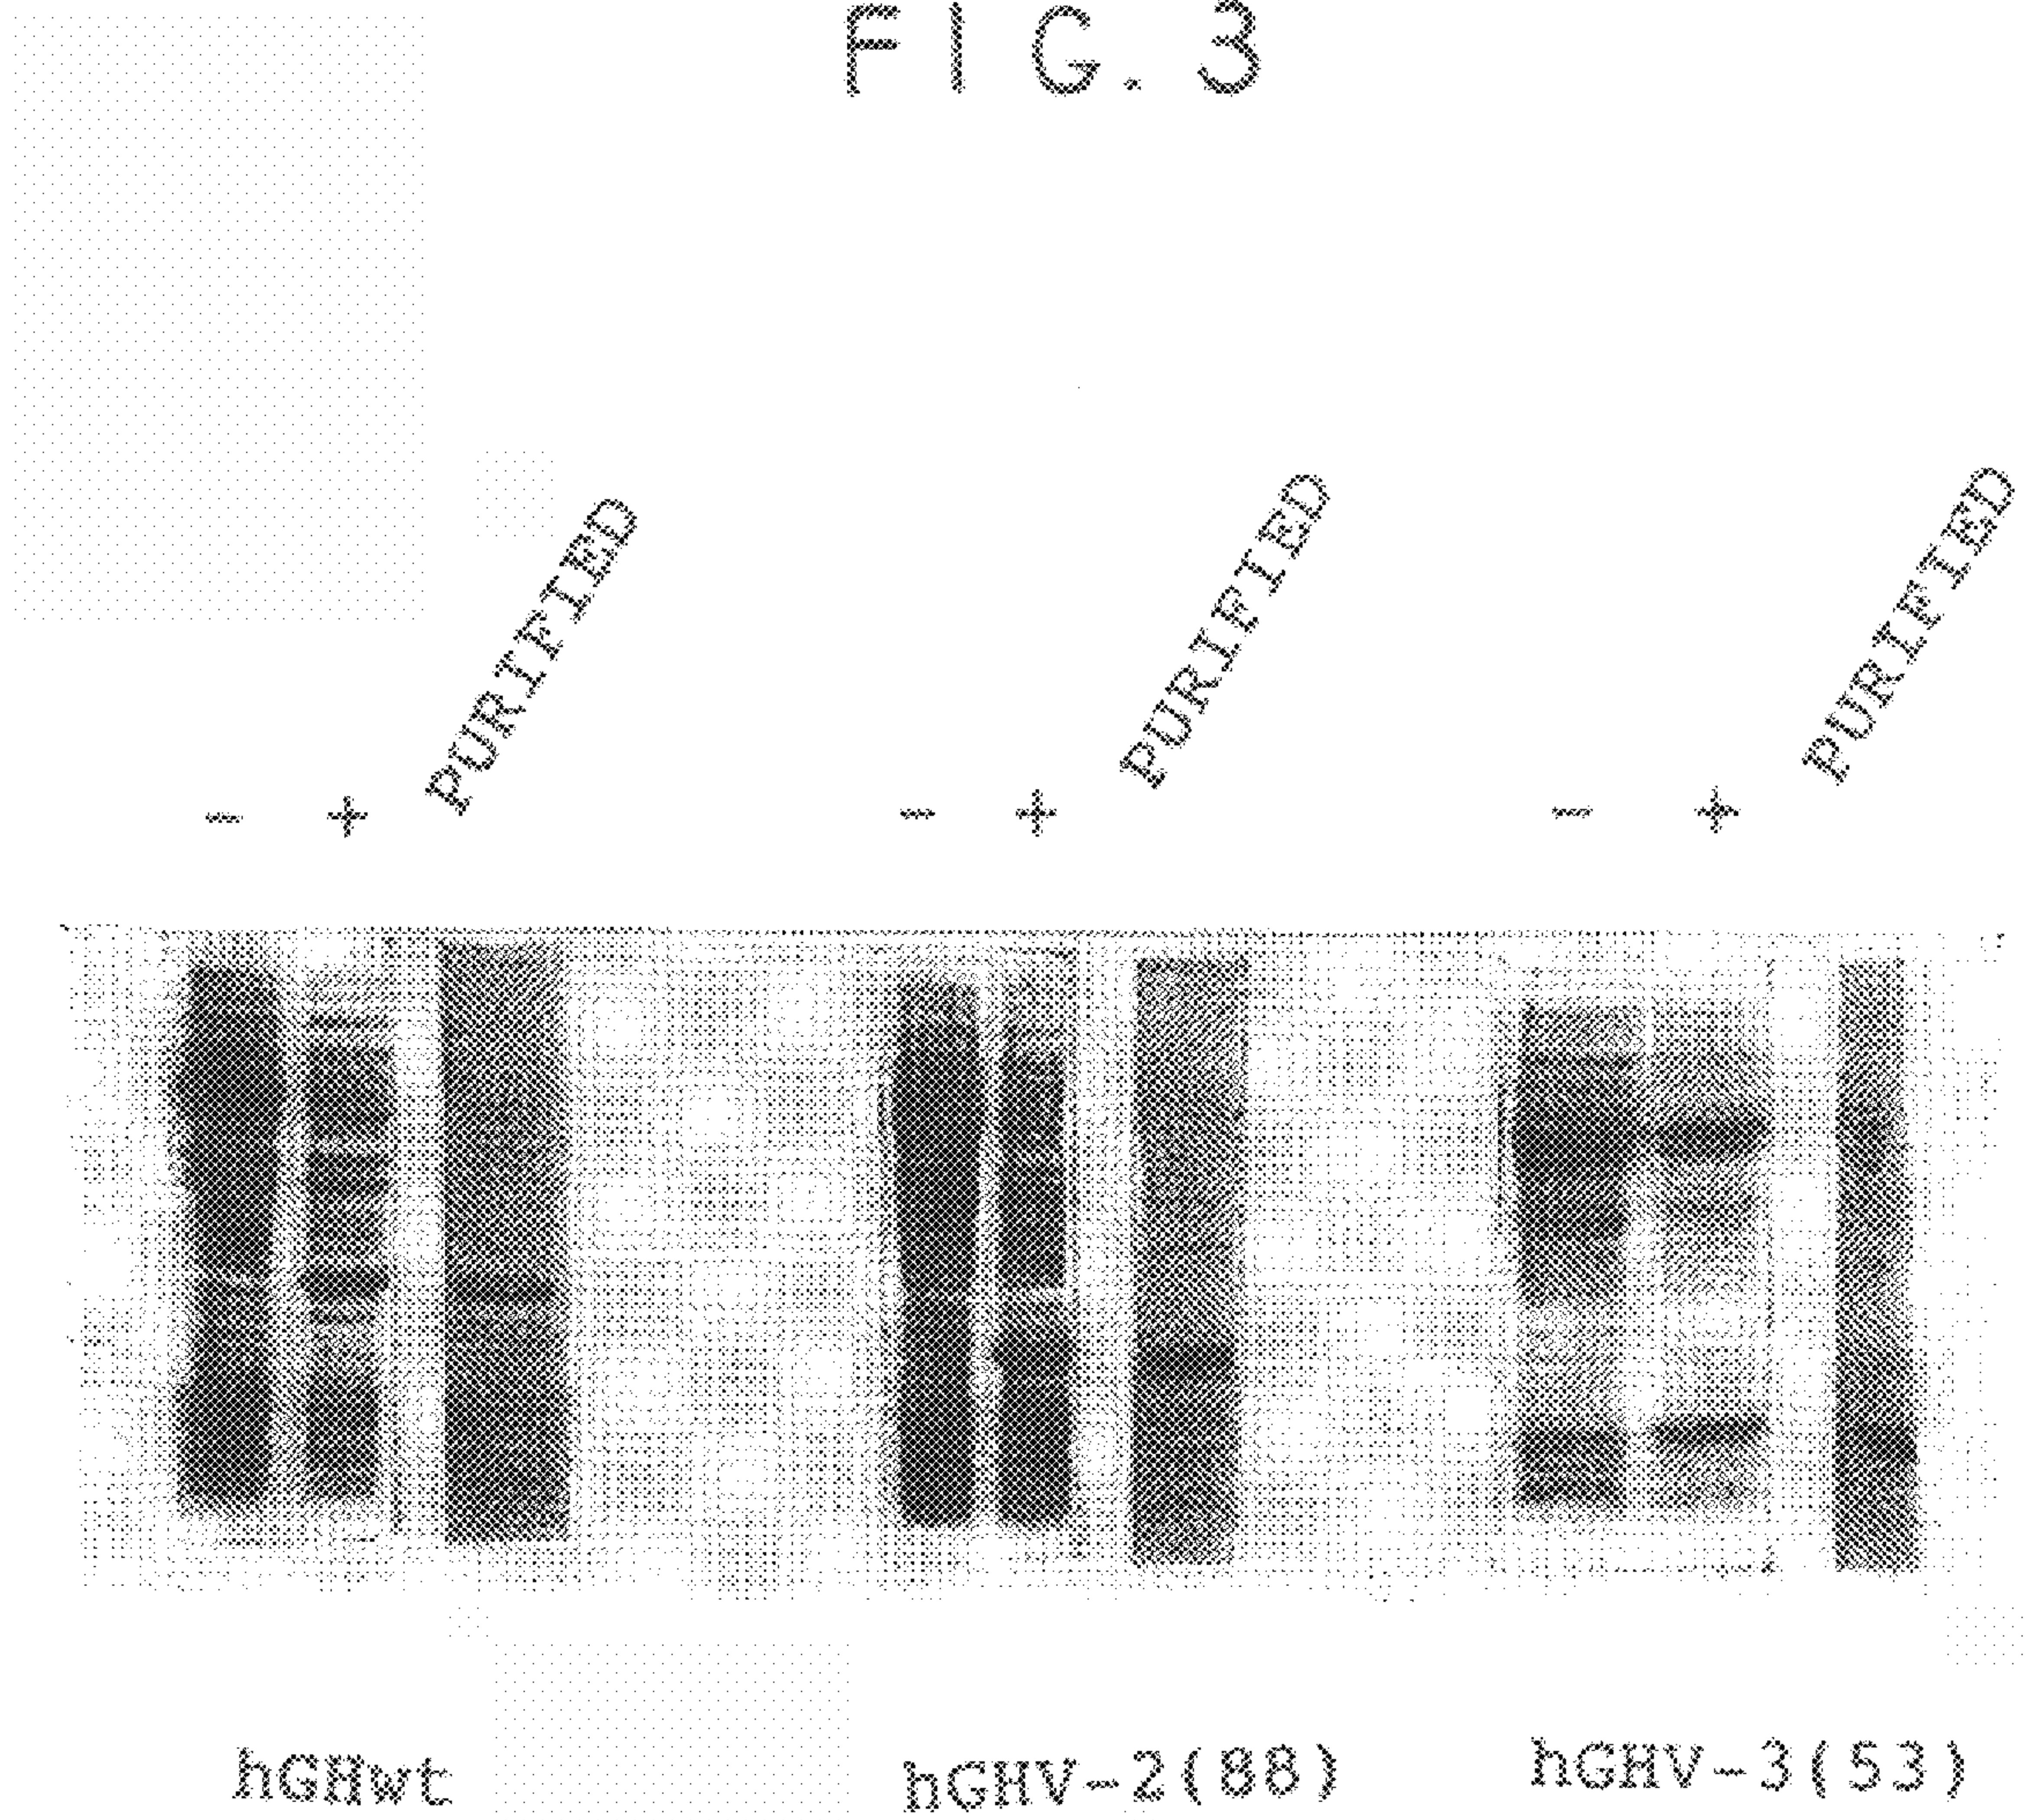 FIG. 3
- + PURIFIED - + PURIFIED - + PURIFIED
hGHwt hGHV-2(88) hGHV-3(53)